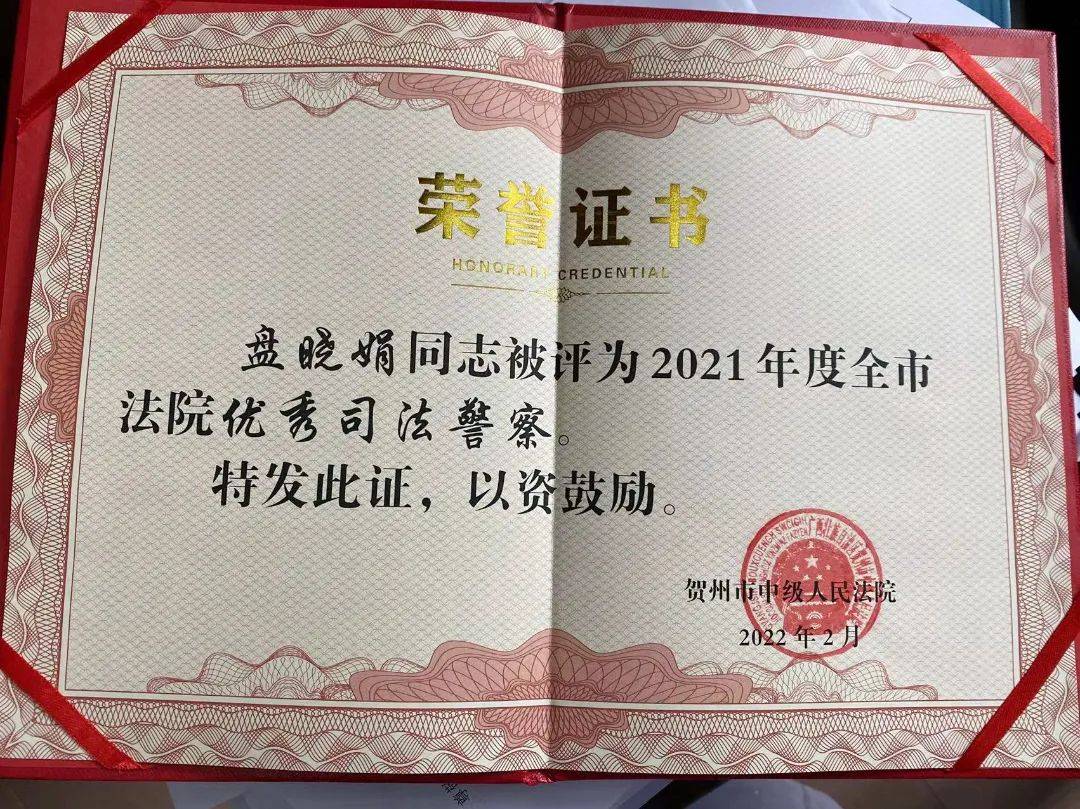 荣誉证书
HONORARY CREDENTIAL
盘晓娟同志被评为2021年度全市
法院优秀司法警察。
特发此证，以资鼓励。
贺州市中级人民法院
2022年2月